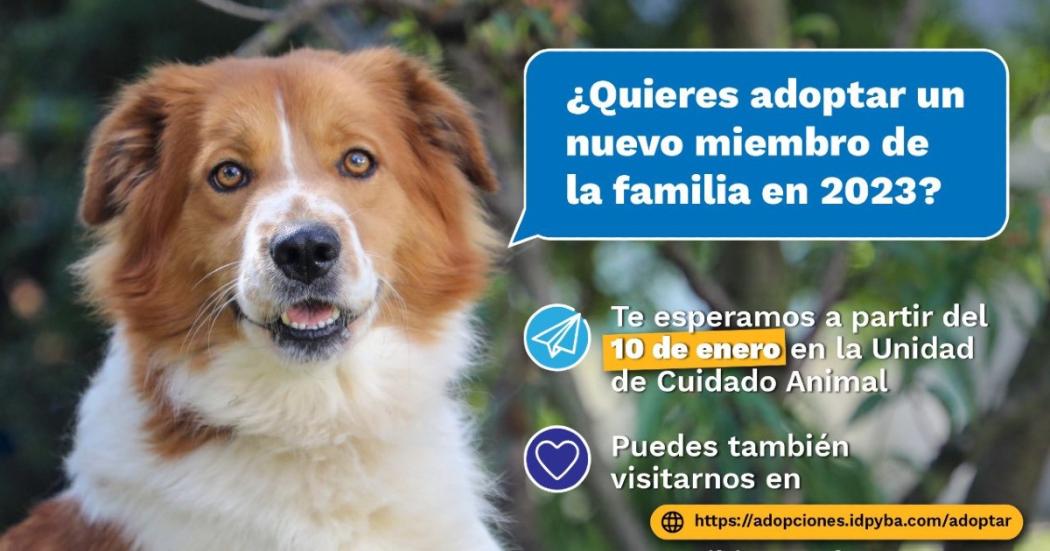 ¿Quieres adoptar un
nuevo miembro de
la familia en 2023?
Te esperamos a partir del
10 de enero en la Unidad
de Cuidado Animal
Puedes también
visitarnos en
https://adopciones.idpyba.com/adoptar